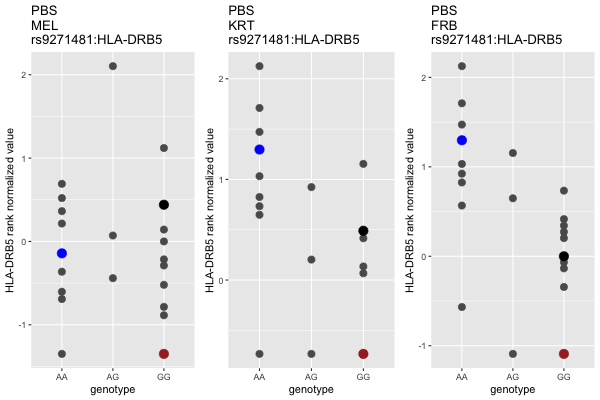 PBS
MEL
rs9271481:HLA-DRB5
HLA-DRB5 rank normalized value
2
1
0
-1
AA
AG
GG
genotype
PBS
KRT
rs9271481:HLA-DRB5
HLA-DRB5 rank normalized value
2
1
0
AA
AG
GG
genotype
PBS
FRB
rs9271481:HLA-DRB5
HLA-DRB5 rank normalized value
2
1
0
-1
AA
AG
GG
genotype